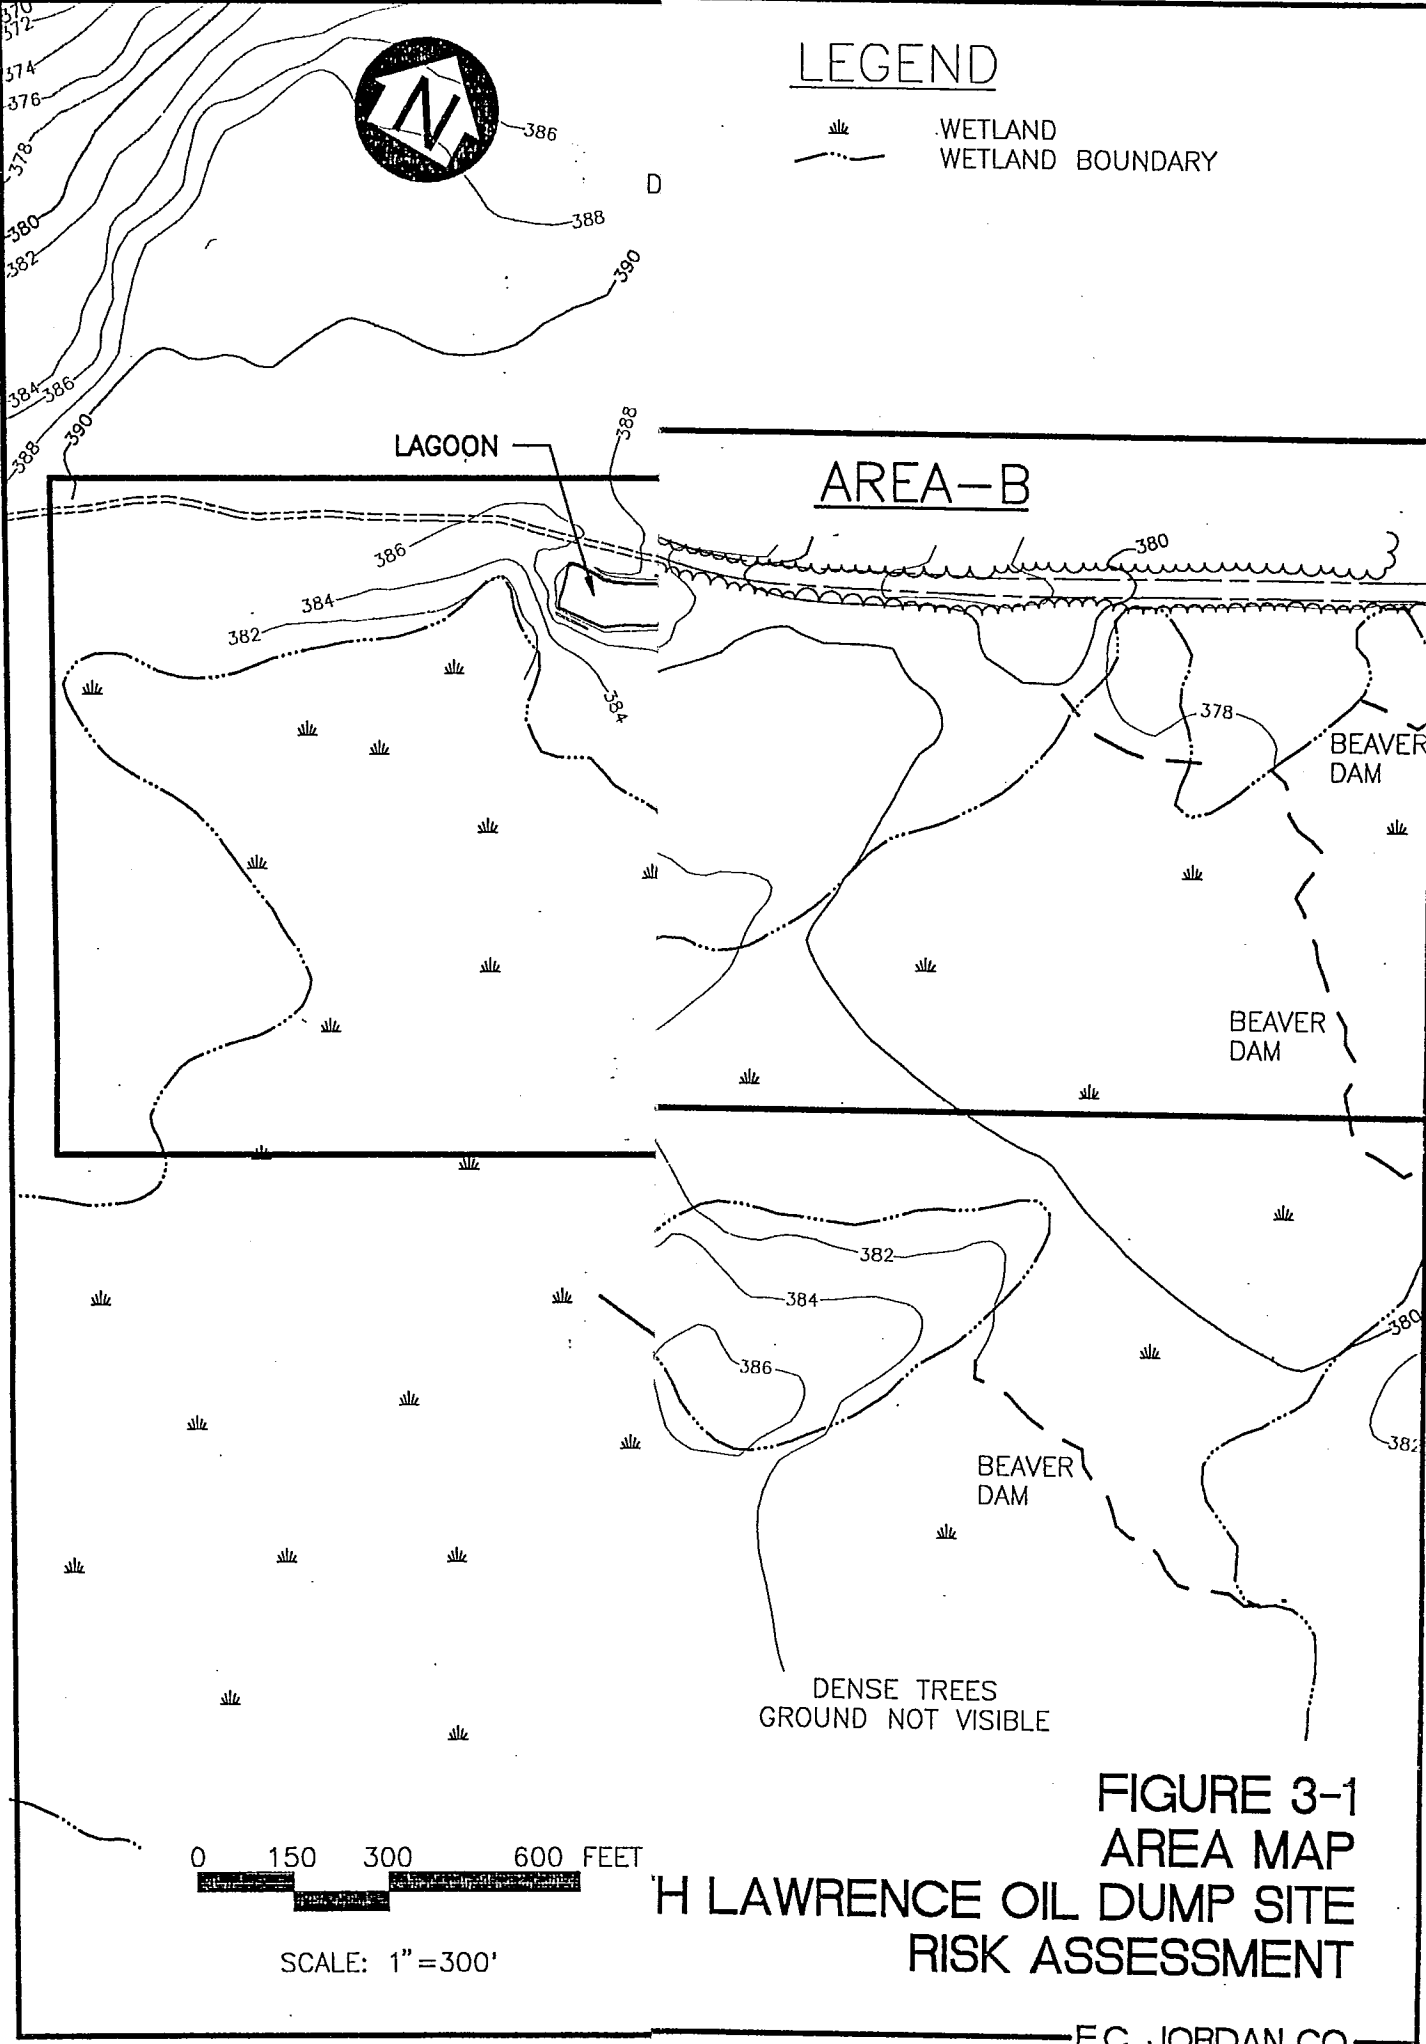 370
372
374
376
378
380
382
384
386
388
390
N
386
388
390
D
LEGEND
WETLAND
WETLAND BOUNDARY
LAGOON
388
AREA-B
386
384
382
384
380
378
BEAVER
DAM
BEAVER
DAM
382
384
386
380
382
BEAVER
DAM
DENSE TREES
GROUND NOT VISIBLE
0 150 300 600 FEET
SCALE: 1"=300'
FIGURE 3-1
AREA MAP
H LAWRENCE OIL DUMP SITE
RISK ASSESSMENT
E.C. JORDAN CO